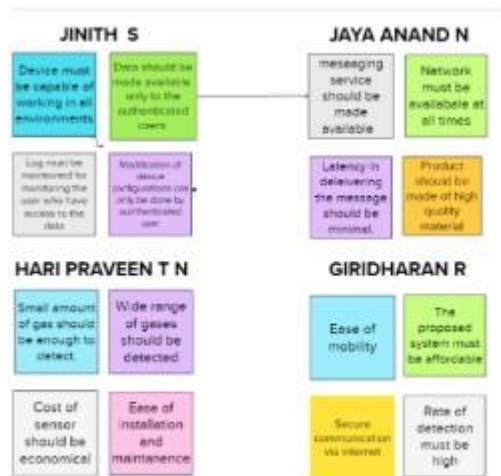 JINITH S
JAYA ANAND N
Device must
be capable of
working in all
environments
Data should be
made available
only to the
authenticated
users
meseaging
service
should be
made
available
Network
must be
availabale at
all times
Log must be
monitored for
monitoring the
user who have
access to the
data
Modification of
device
configurations can
only be done by
authenticated
user
Latency in
deleivering
the message
should be
minimal.
Product
should be
made of high
quality
material
HARI PRAVEEN T N
GIRIDHARAN R
Small amount
of gas should
be enough to
detect.
Wide range
of gases
should be
detected
Ease of
mobility
The
proposed
system must
be affordable
Cost of
sensor
should be
economical
Ease of
installation
and
maintanence
Secure
communication
via internet
Rate of
detection
must be
high